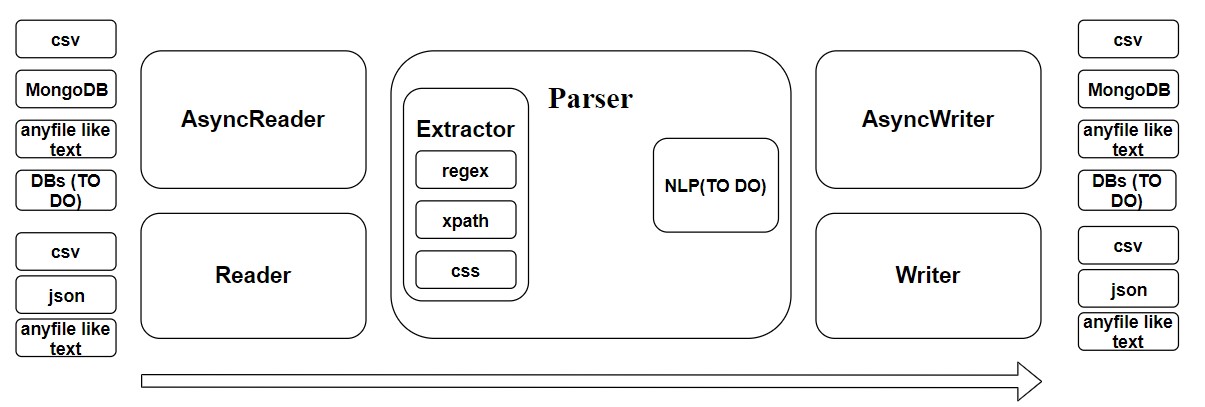 csv
MongoDB
anyfile like
text
DBs (TO
DO)
csv
json
anyfile like
text
AsyncReader
Reader
Parser
Extractor
regex
xpath
css
NLP(TO DO)
AsyncWriter
Writer
csv
MongoDB
anyfile like
text
DBs (TO
DO)
csv
json
anyfile like
text